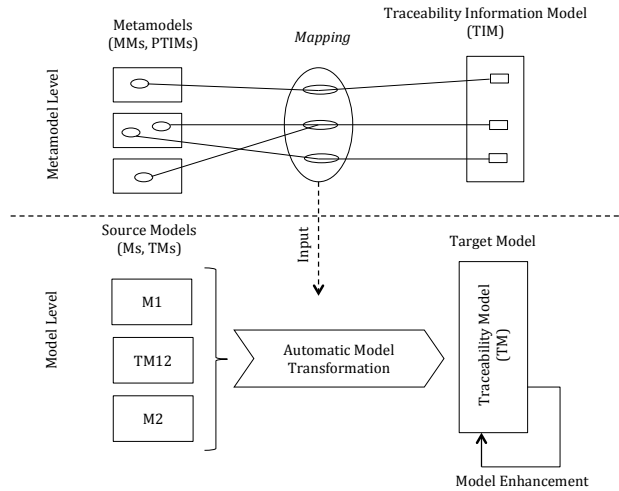 Metamodels
(MMs, PTIMs)
Mapping
Traceability Information Model
(TIM)
Metamodel Level
Source Models
(Ms, TMs)
Input
Target Model
Model Level
M1
TM12
M2
Automatic Model
Transformation
Traceability Model
(TM)
Model Enhancement